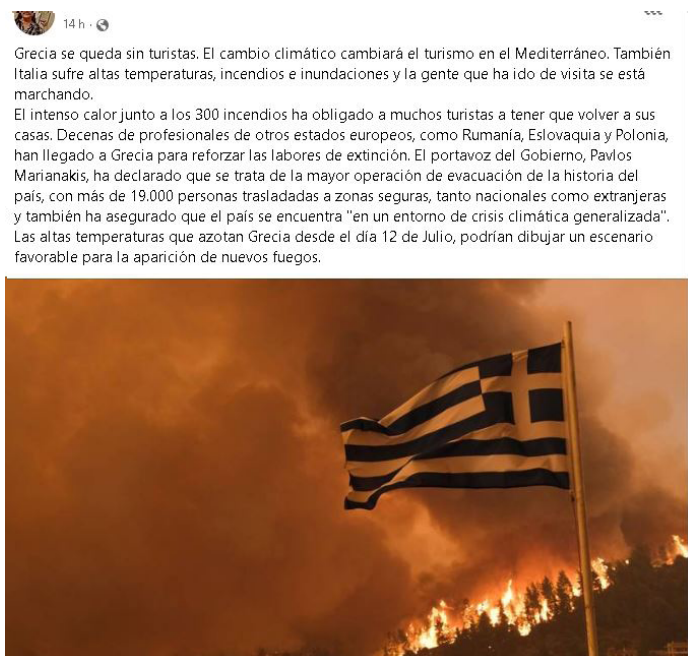 14 h ·
Grecia se queda sin turistas. El cambio climático cambiará el turismo en el Mediterráneo. También
Italia sufre altas temperaturas, incendios e inundaciones y la gente que ha ido de visita se está
marchando.
El intenso calor junto a los 300 incendios ha obligado a muchos turistas a tener que volver a sus
casas. Decenas de profesionales de otros estados europeos, como Rumanía, Eslovaquia y Polonia,
han llegado a Grecia para reforzar las labores de extinción. El portavoz del Gobierno, Pavlos
Marianakis, ha declarado que se trata de la mayor operación de evacuación de la historia del
país, con más de 19.000 personas trasladadas a zonas seguras, tanto nacionales como extranjeras
y también ha asegurado que el país se encuentra "en un entorno de crisis climática generalizada".
Las altas temperaturas que azotan Grecia desde el día 12 de Julio, podrían dibujar un escenario
favorable para la aparición de nuevos fuegos.